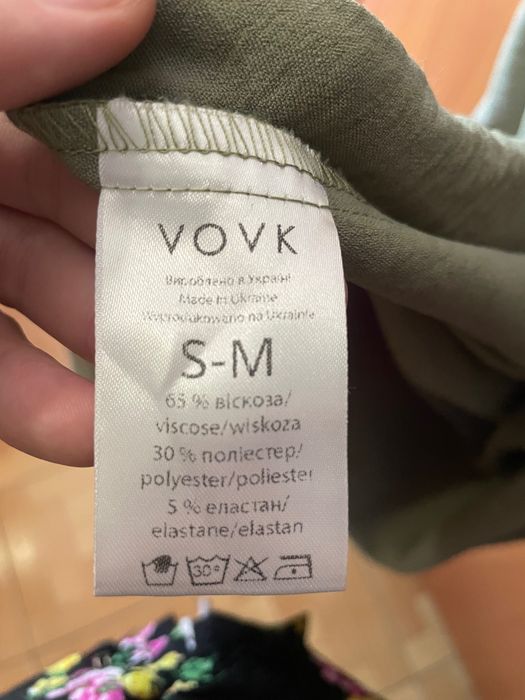 VOVK
Вироблено в Україні
Made in Ukraine
Wyprodukowano na Ukrainie
S-M
65 % віскоза/
viscose/wiskoza
30 % поліестер/
polyester/poliester
5 % еластан/
elastane/elastan
30°